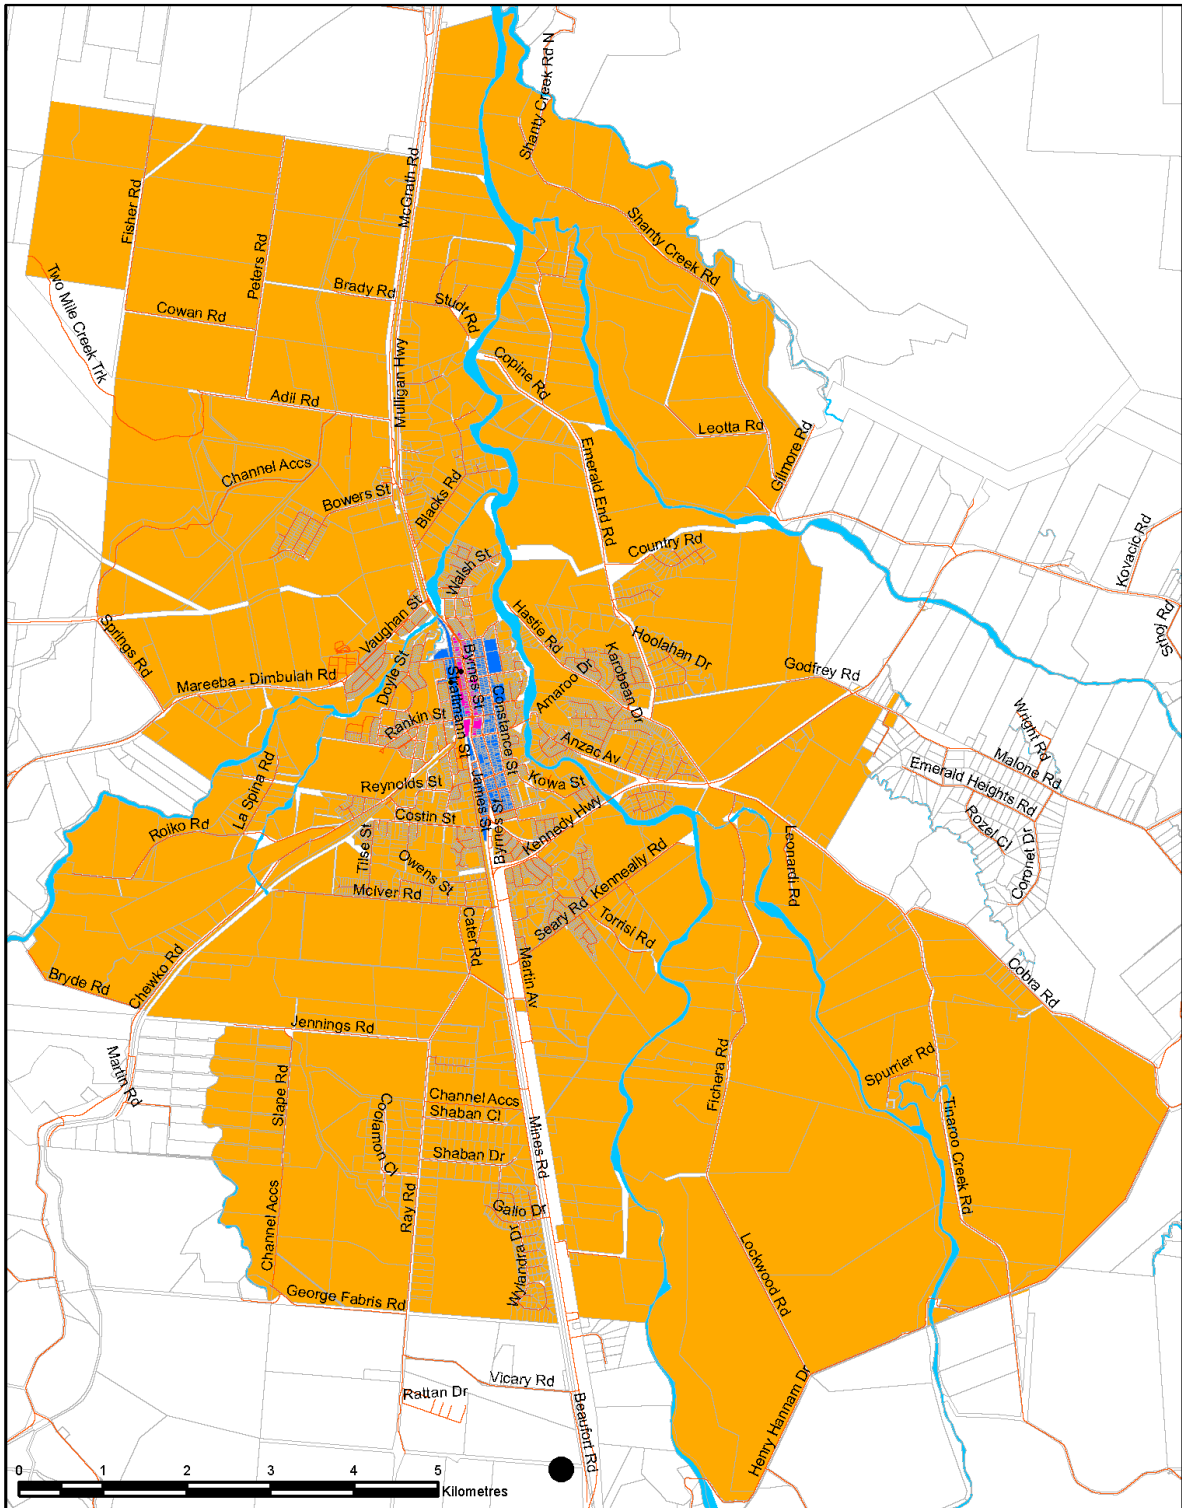 Shanty Creek Rd N
McGrath Rd
Fisher Rd
Shanty Creek Rd
Peters Rd
Two Mile Creek Trk
Brady Rd
Studt Rd
Cowan Rd
Mulligan Hwy
Copine Rd
Adil Rd
Leotta Rd
Gilmore Rd
Emerald End Rd
Channel Accs
Bowers St
Blacks Rd
Country Rd
Kovacic Rd
Walsh St
Srhoj Rd
Vaughan St
Hastie Rd
Springs Rd
Hoolahan Dr
Karobean Dr
Godfrey Rd
Mareeba - Dimbulah Rd
Doyle St
Byrnes St
Amaroo Dr
Constance St
Rankin St
Wright Rd
Anzac Av
Malone Rd
Emerald Heights Rd
La Spina Rd
Reynolds St
James St
Kowa St
Kennedy Hwy
Costin St
Roiko Rd
Tilse St
Byrnes St
Rozel Cl
Coronet Dr
Leonardi Rd
Owens St
McIver Rd
Kenneally Rd
Seary Rd
Torrisi Rd
Cater Rd
Martin Av
Bryde Rd
Chewko Rd
Cobra Rd
Jennings Rd
Martin Rd
Slape Rd
Fichera Rd
Spurrier Rd
Channel Accs
Shaban Cl
Coolamon Cl
Shaban Dr
Mines Rd
Tinaroo Creek Rd
Channel Accs
Ray Rd
Gallo Dr
Wylandra Dr
Lockwood Rd
George Fabris Rd
Vicary Rd
Rattan Dr
Beaufort Rd
Henry Hannam Dr
0 1 2 3 4 5
Kilometres